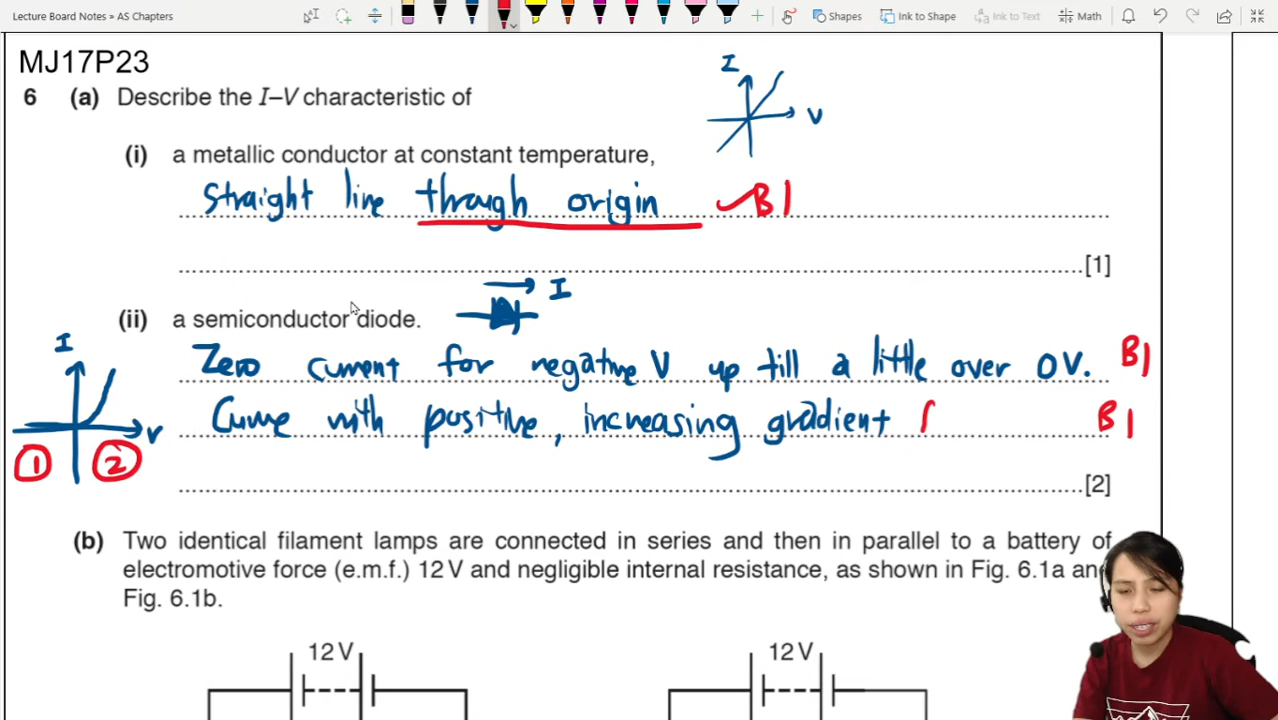 Lecture Board Notes » AS Chapters
Shapes
Ink to Shape
Ink to Text
Math
MJ17P23
6 (a) Describe the I–V characteristic of
I
V
(i) a metallic conductor at constant temperature,
Straight line through origin B1
[1]
I
(ii) a semiconductor diode.
I
V
1 2
Zero current for negative V up till a little over 0V. B1
Curve with positive, increasing gradient B1
[2]
(b) Two identical filament lamps are connected in series and then in parallel to a battery of
electromotive force (e.m.f.) 12V and negligible internal resistance, as shown in Fig. 6.1a an
Fig. 6.1b.
12V 12V